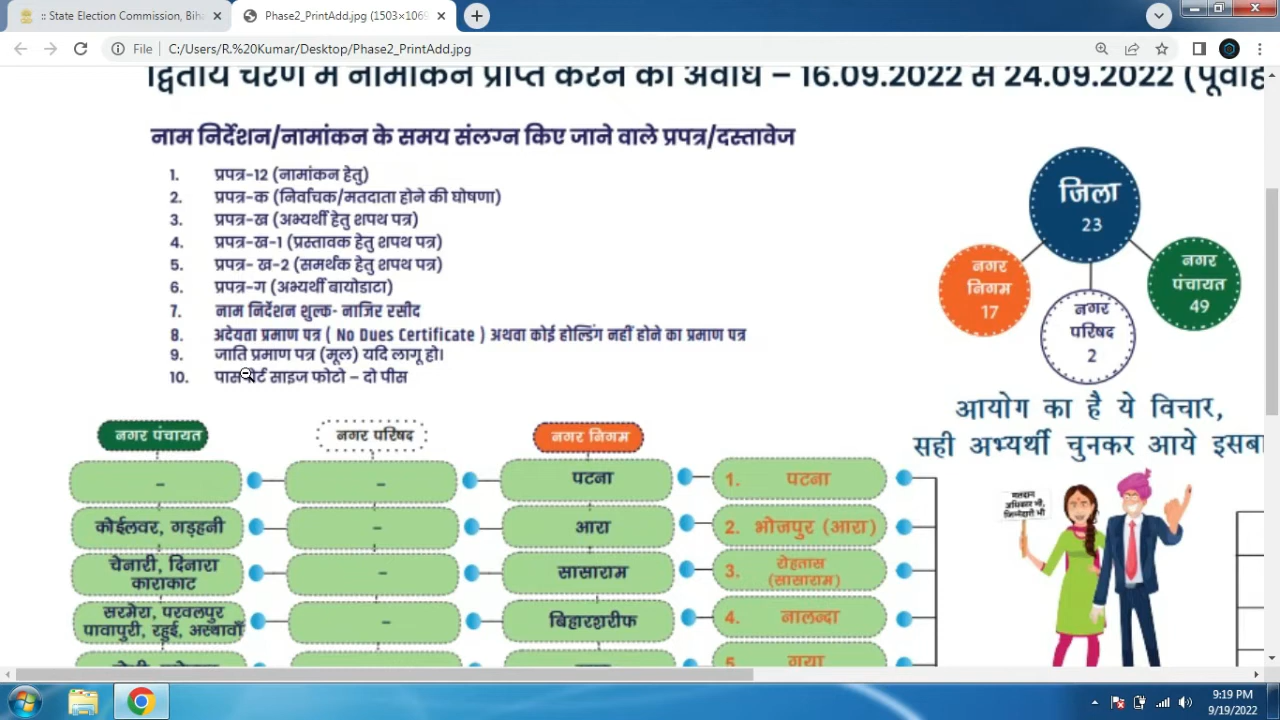 :: State Election Commission, Biha
Phase2_PrintAdd.jpg (1503×1069
File C:/Users/R.%20Kumar/Desktop/Phase2_PrintAdd.jpg
द्वितीय चरण में नामांकन प्राप्त करने की अवधि – 16.09.2022 से 24.09.2022 (पूर्वाह्
नाम निर्देशन/नामांकन के समय संलग्न किए जाने वाले प्रपत्र/दस्तावेज
1. प्रपत्र-12 (नामांकन हेतु)
2. प्रपत्र-क (निर्वाचक/मतदाता होने की घोषणा)
3. प्रपत्र-ख (अभ्यर्थी हेतु शपथ पत्र)
4. प्रपत्र-ख-1 (प्रस्तावक हेतु शपथ पत्र)
5. प्रपत्र- ख-2 (समर्थक हेतु शपथ पत्र)
6. प्रपत्र-ग (अभ्यर्थी बायोडाटा)
7. नाम निर्देशन शुल्क- नाजिर रसीद
8. अदेयता प्रमाण पत्र ( No Dues Certificate ) अथवा कोई होल्डिंग नहीं होने का प्रमाण पत्र
9. जाति प्रमाण पत्र (मूल) यदि लागू हो।
10. पासपोर्ट साइज फोटो – दो पीस
जिला
23
नगर
निगम
17
नगर
परिषद
2
नगर
पंचायत
49
आयोग का है ये विचार,
सही अभ्यर्थी चुनकर आये इसबा
मतदान
अधिकार भी,
जिम्मेदारी भी
नगर पंचायत नगर परिषद नगर निगम
– – पटना 1. पटना
कोईलवर, गड़हनी – आरा 2. भोजपुर (आरा)
चेनारी, दिनारा
काराकाट – सासाराम 3. रोहतास
(सासाराम)
सरमेरा, परवलपुर
पावापुरी, रहुई, अस्थावाँ – बिहारशरीफ 4. नालन्दा
5. गया
9:19 PM
9/19/2022